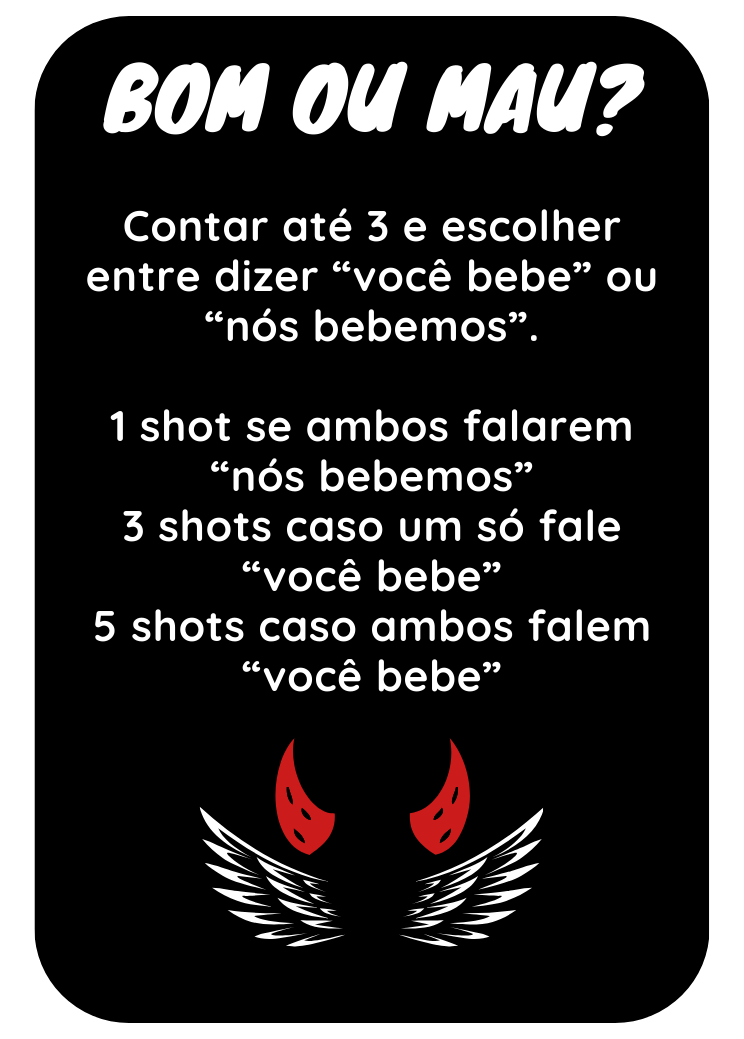 BOM OU MAU?
Contar até 3 e escolher
entre dizer “você bebe” ou
“nós bebemos”.
1 shot se ambos falarem
“nós bebemos”
3 shots caso um só fale
“você bebe”
5 shots caso ambos falem
“você bebe”